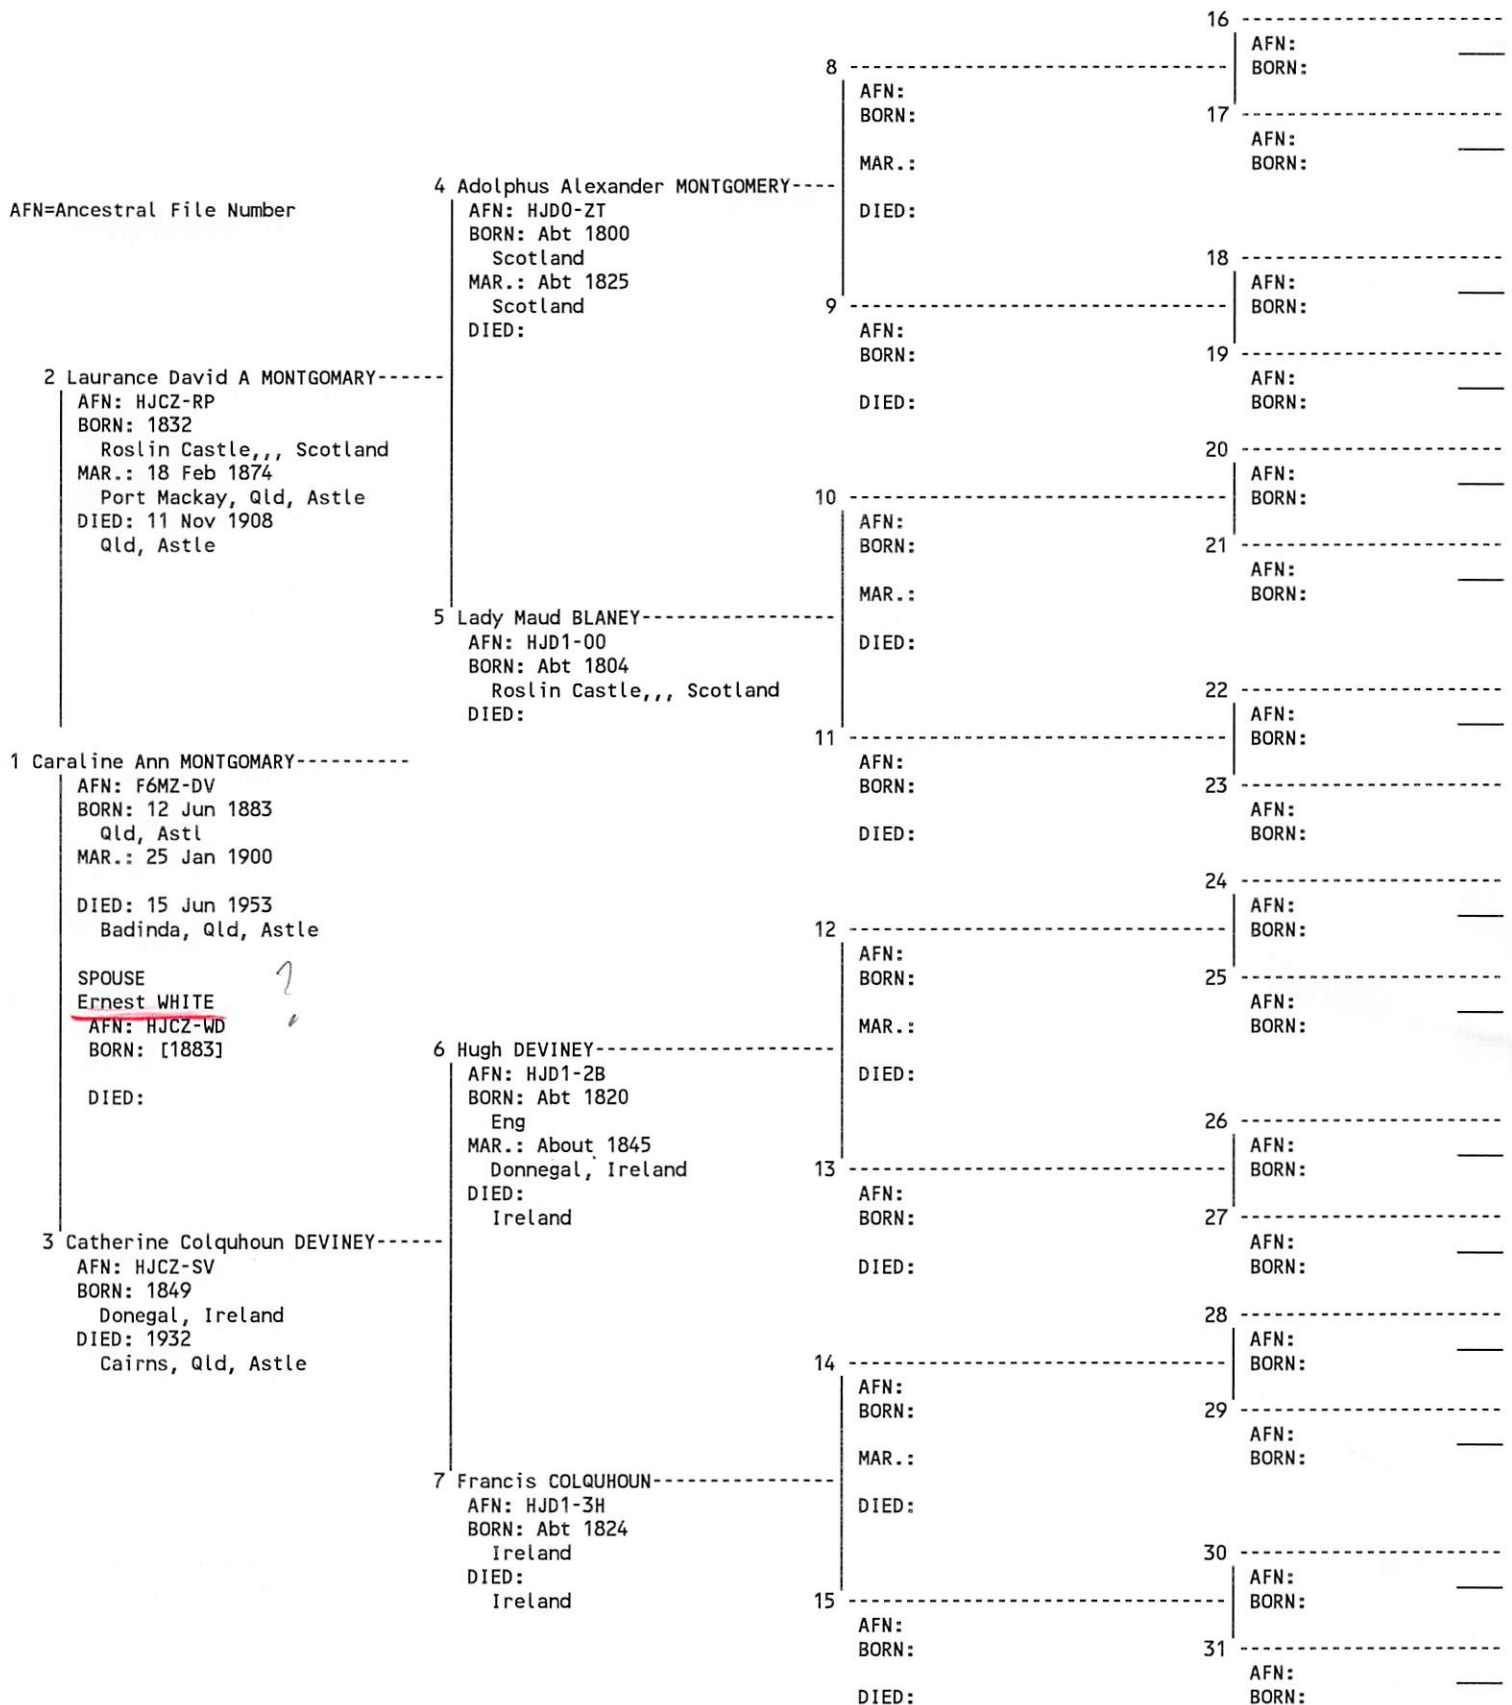 AFN=Ancestral File Number
1 Caraline Ann MONTGOMARY
AFN: F6MZ-DV
BORN: 12 Jun 1883
Qld, Astl
MAR.: 25 Jan 1900
DIED: 15 Jun 1953
Badinda, Qld, Astle
SPOUSE
Ernest WHITE
?
AFN: HJCZ-WD
BORN: [1883]
DIED:
2 Laurance David A MONTGOMARY
AFN: HJCZ-RP
BORN: 1832
Roslin Castle,,, Scotland
MAR.: 18 Feb 1874
Port Mackay, Qld, Astle
DIED: 11 Nov 1908
Qld, Astle
3 Catherine Colquhoun DEVINEY
AFN: HJCZ-SV
BORN: 1849
Donegal, Ireland
DIED: 1932
Cairns, Qld, Astle
4 Adolphus Alexander MONTGOMERY
AFN: HJD0-ZT
BORN: Abt 1800
Scotland
MAR.: Abt 1825
Scotland
DIED:
5 Lady Maud BLANEY
AFN: HJD1-00
BORN: Abt 1804
Roslin Castle,,, Scotland
DIED:
6 Hugh DEVINEY
AFN: HJD1-2B
BORN: Abt 1820
Eng
MAR.: About 1845
Donnegal, Ireland
DIED:
Ireland
7 Francis COLQUHOUN
AFN: HJD1-3H
BORN: Abt 1824
Ireland
DIED:
Ireland
8
AFN:
BORN:
MAR.:
DIED:
9
AFN:
BORN:
DIED:
10
AFN:
BORN:
MAR.:
DIED:
11
AFN:
BORN:
DIED:
12
AFN:
BORN:
MAR.:
DIED:
13
AFN:
BORN:
DIED:
14
AFN:
BORN:
MAR.:
DIED:
15
AFN:
BORN:
DIED:
16
AFN:
BORN:
17
AFN:
BORN:
18
AFN:
BORN:
19
AFN:
BORN:
20
AFN:
BORN:
21
AFN:
BORN:
22
AFN:
BORN:
23
AFN:
BORN:
24
AFN:
BORN:
25
AFN:
BORN:
26
AFN:
BORN:
27
AFN:
BORN:
28
AFN:
BORN:
29
AFN:
BORN:
30
AFN:
BORN:
31
AFN:
BORN: